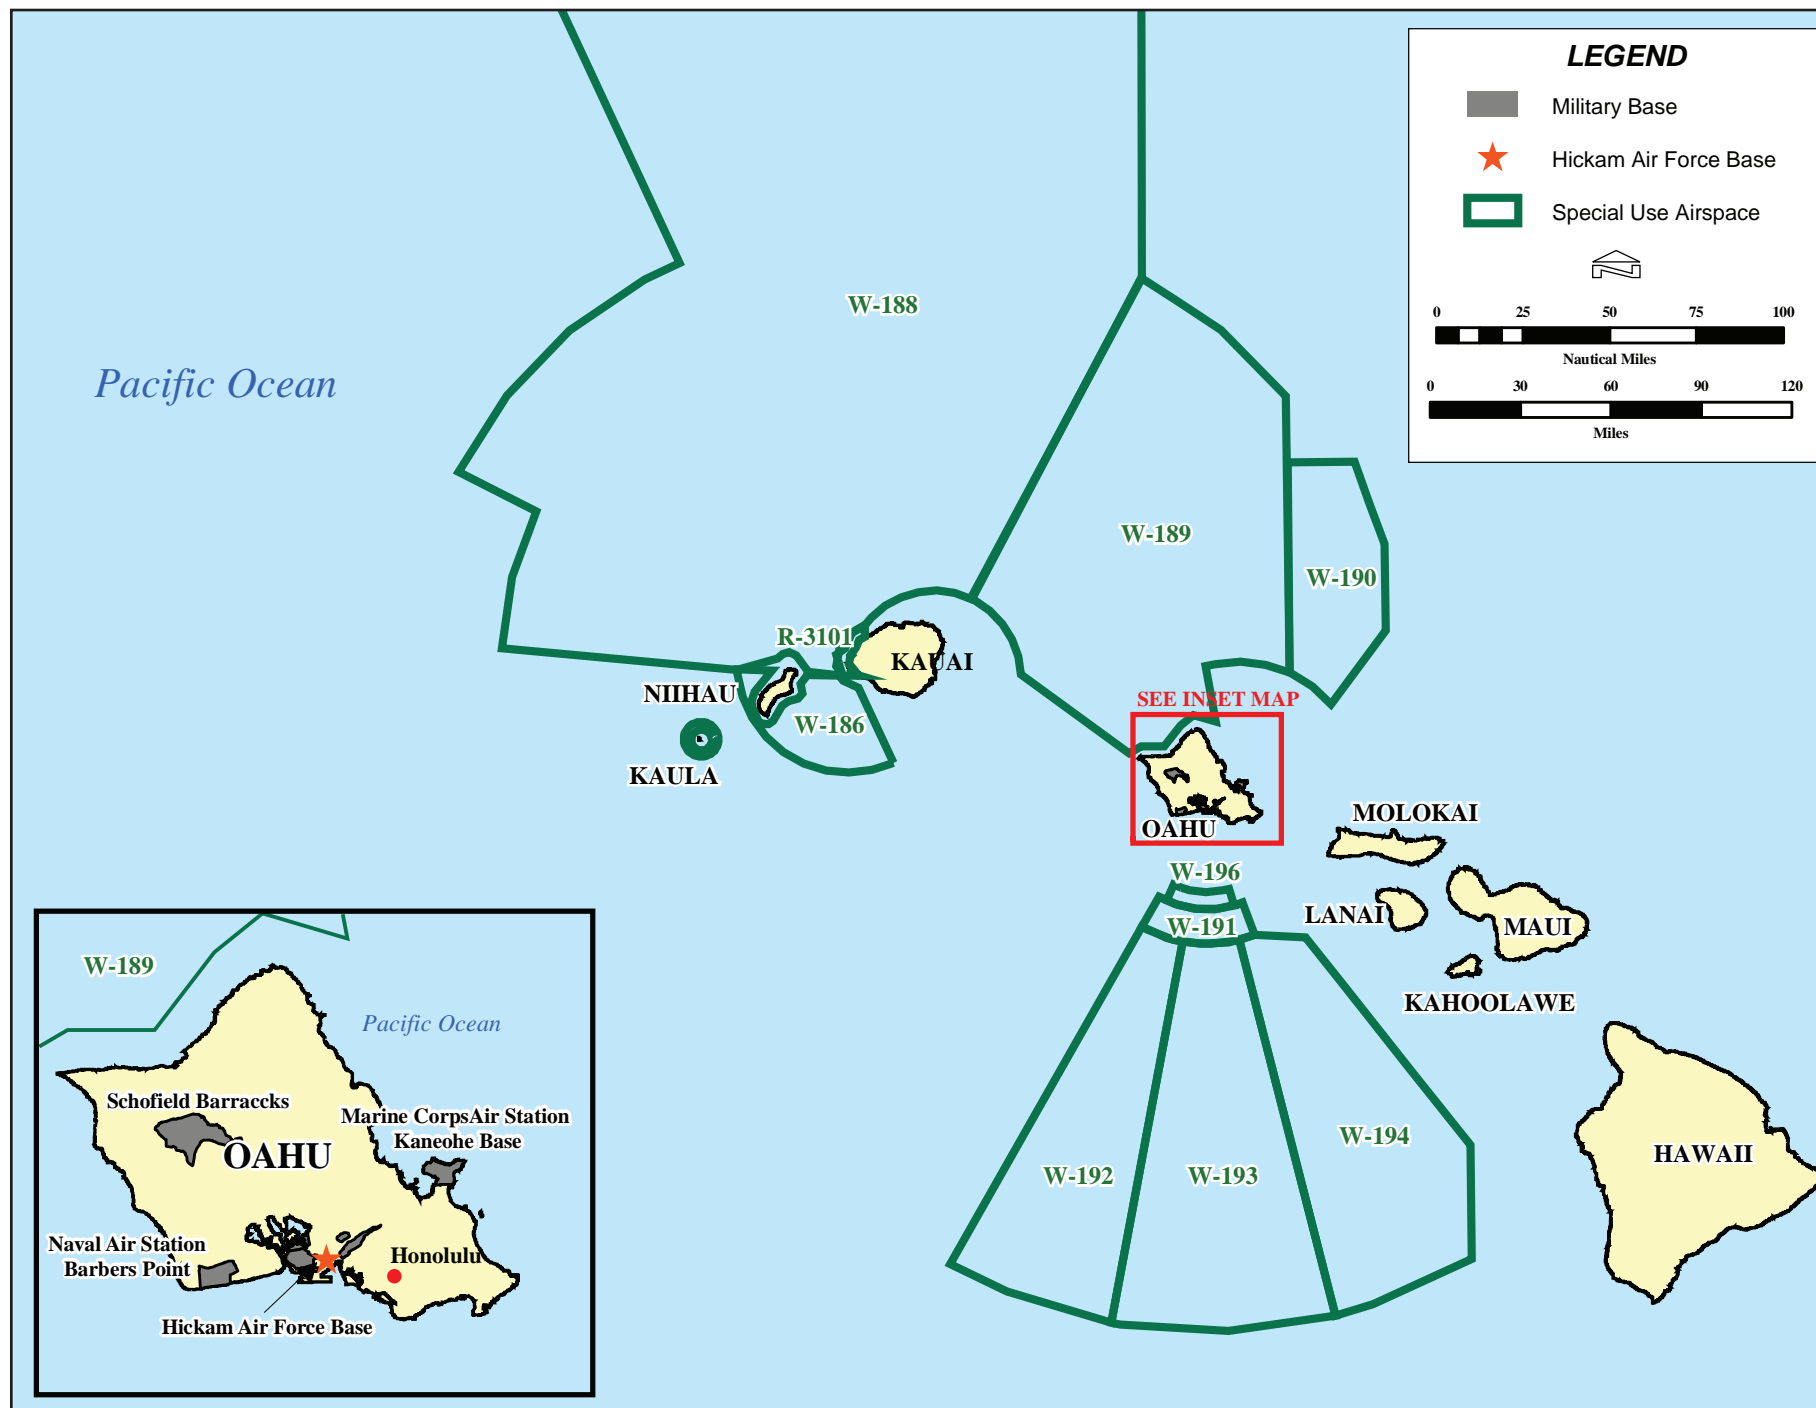 LEGEND
Military Base
Hickam Air Force Base
Special Use Airspace
N
0 25 50 75 100
Nautical Miles
0 30 60 90 120
Miles
Pacific Ocean
W-188
W-189
W-190
R-3101
KAUAI
NIIHAU
W-186
KAULA
SEE INSET MAP
OAHU
MOLOKAI
W-196
LANAI
W-191
MAUI
KAHOOLAWE
W-192
W-193
W-194
HAWAII
W-189
Pacific Ocean
Schofield Barraccks
OAHU
Marine CorpsAir Station
Kaneohe Base
Naval Air Station
Barbers Point
Honolulu
Hickam Air Force Base